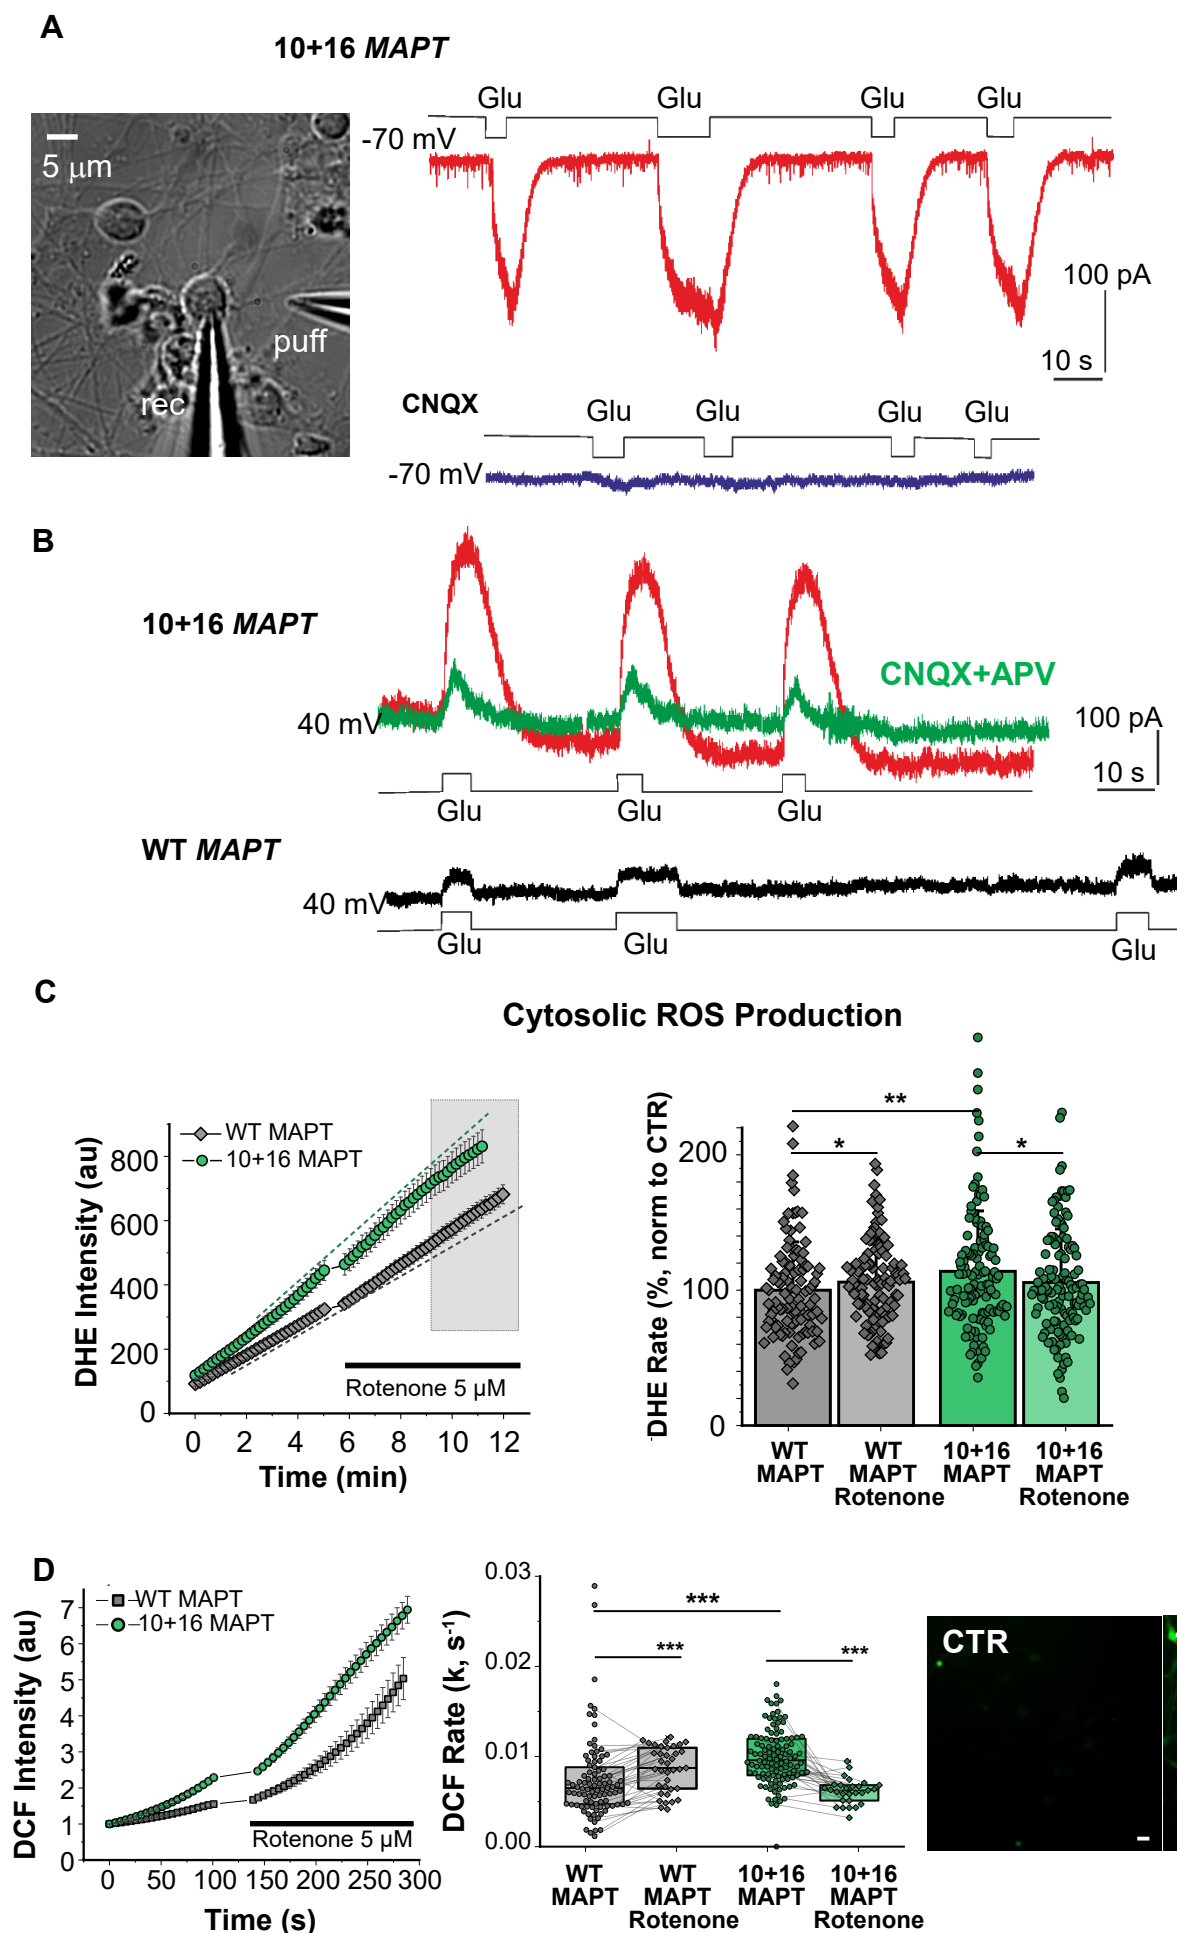 A
10+16 MAPT
Glu Glu Glu Glu
-70 mV
5 μm
puff
rec
100 pA
10 s
CNQX
Glu Glu Glu Glu
-70 mV
B
10+16 MAPT
CNQX+APV
40 mV
100 pA
10 s
Glu Glu Glu
WT MAPT
40 mV
Glu Glu Glu
C
Cytosolic ROS Production
WT MAPT
10+16 MAPT
DHE Intensity (au)
800
600
400
200
0
Rotenone 5 μM
0 2 4 6 8 10 12
Time (min)
DHE Rate (%, norm to CTR)
200
100
0
**
*
*
WT
MAPT
WT
MAPT
Rotenone
10+16
MAPT
10+16
MAPT
Rotenone
D
WT MAPT
10+16 MAPT
DCF Intensity (au)
7
6
5
4
3
2
1
0
Rotenone 5 μM
0 50 100 150 200 250 300
Time (s)
DCF Rate (k, s-1)
0.03
0.02
0.01
0.00
***
***
***
WT
MAPT
WT
MAPT
Rotenone
10+16
MAPT
10+16
MAPT
Rotenone
CTR